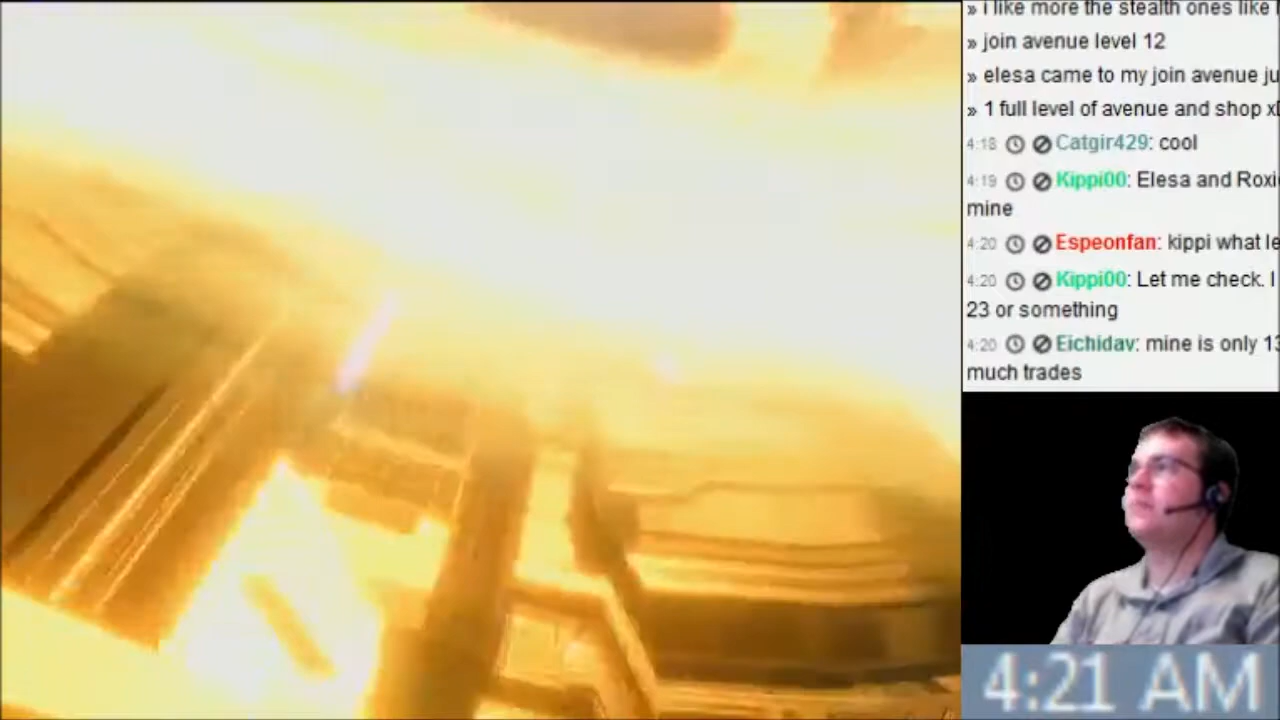 » i like more the stealth ones like
» join avenue level 12
» elesa came to my join avenue ju
» 1 full level of avenue and shop x
4:18 Catgir429: cool
4:19 Kippi00: Elesa and Roxi
mine
4:20 Espeonfan: kippi what le
4:20 Kippi00: Let me check. I
23 or something
4:20 Eichidav: mine is only 13
much trades
4:21 AM